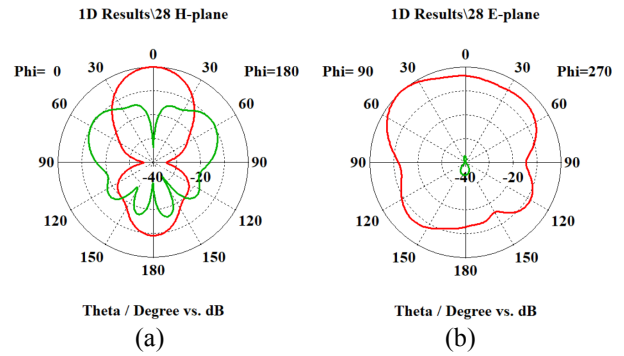 1D Results\28 H-plane
0
Phi= 0
30
30
Phi=180
60
60
90
90
-40
-20
120
120
150
150
180
Theta / Degree vs. dB
(a)
1D Results\28 E-plane
0
Phi= 90
30
30
Phi=270
60
60
90
90
-40
-20
120
120
150
150
180
Theta / Degree vs. dB
(b)